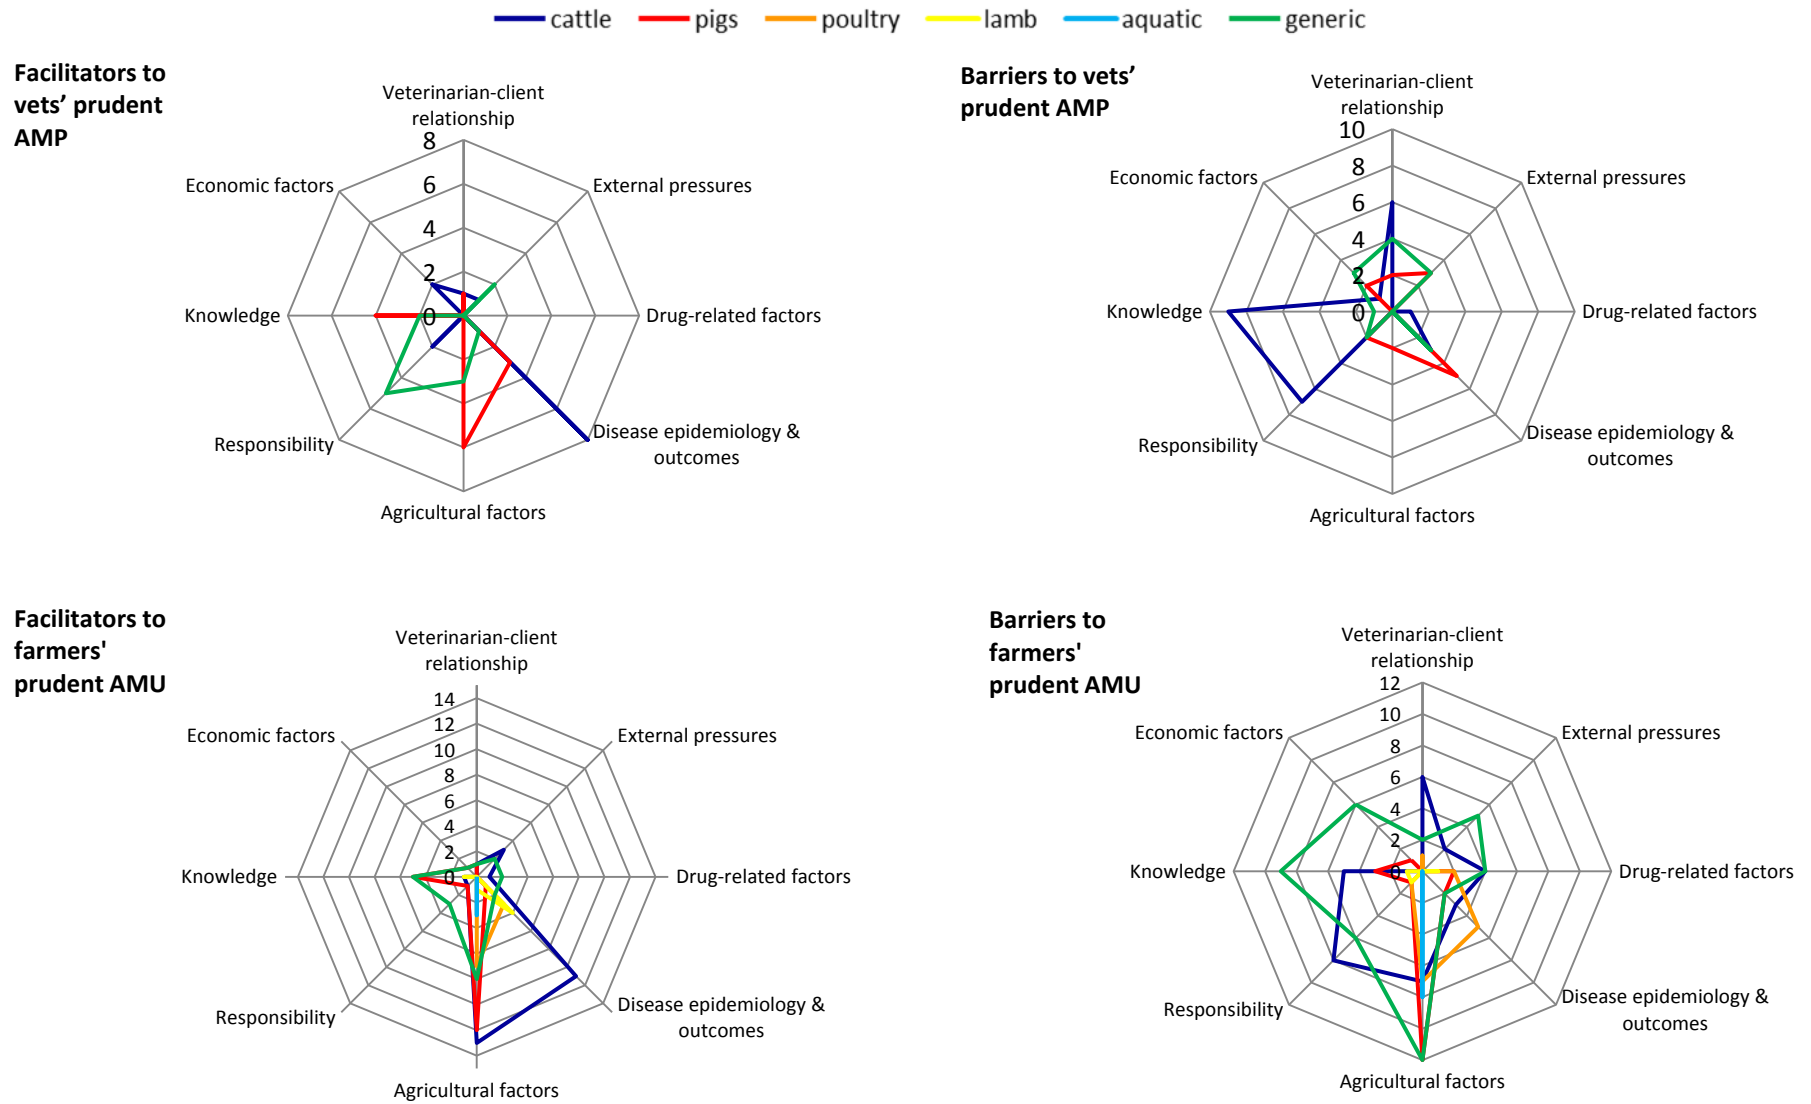 cattle pigs poultry lamb aquatic generic
Facilitators to
vets’ prudent
AMP
Veterinarian-client
relationship
8
6
4
2
0
Economic factors
External pressures
Knowledge
Drug-related factors
Responsibility
Disease epidemiology &
outcomes
Agricultural factors
Barriers to vets’
prudent AMP
Veterinarian-client
relationship
10
8
6
4
2
0
Economic factors
External pressures
Knowledge
Drug-related factors
Responsibility
Disease epidemiology &
outcomes
Agricultural factors
Facilitators to
farmers'
prudent AMU
Veterinarian-client
relationship
14
12
10
8
6
4
2
0
Economic factors
External pressures
Knowledge
Drug-related factors
Responsibility
Disease epidemiology &
outcomes
Agricultural factors
Barriers to
farmers'
prudent AMU
Veterinarian-client
relationship
12
10
8
6
4
2
0
Economic factors
External pressures
Knowledge
Drug-related factors
Responsibility
Disease epidemiology &
outcomes
Agricultural factors